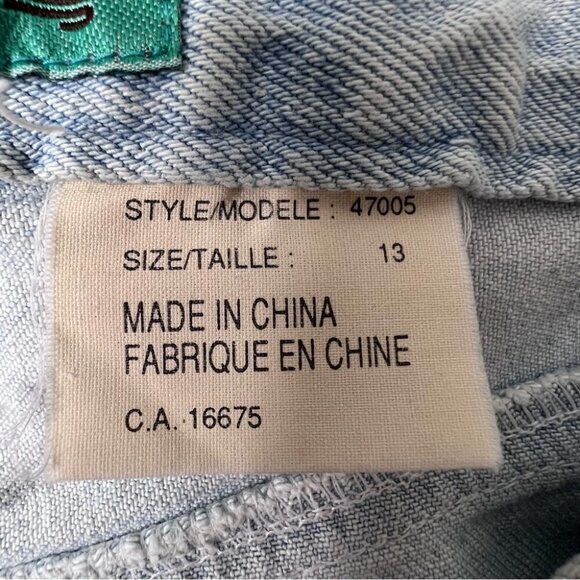 STYLE/MODELE : 47005
SIZE/TAILLE : 13
MADE IN CHINA
FABRIQUE EN CHINE
C.A. 16675